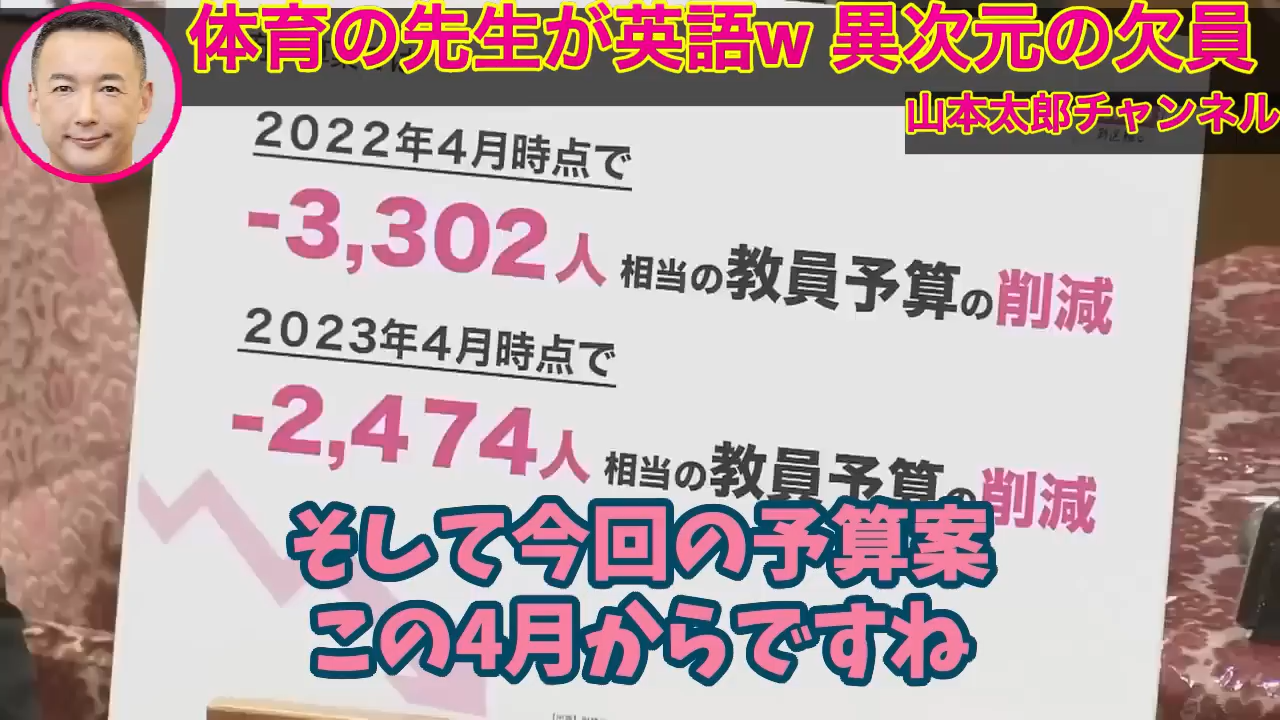 体育の先生が英語w 異次元の欠員
山本太郎チャンネル
2022年4月時点で
-3,302人 相当の教員予算の削減
2023年4月時点で
-2,474人 相当の教員予算の削減
そして今回の予算案
この4月からですね